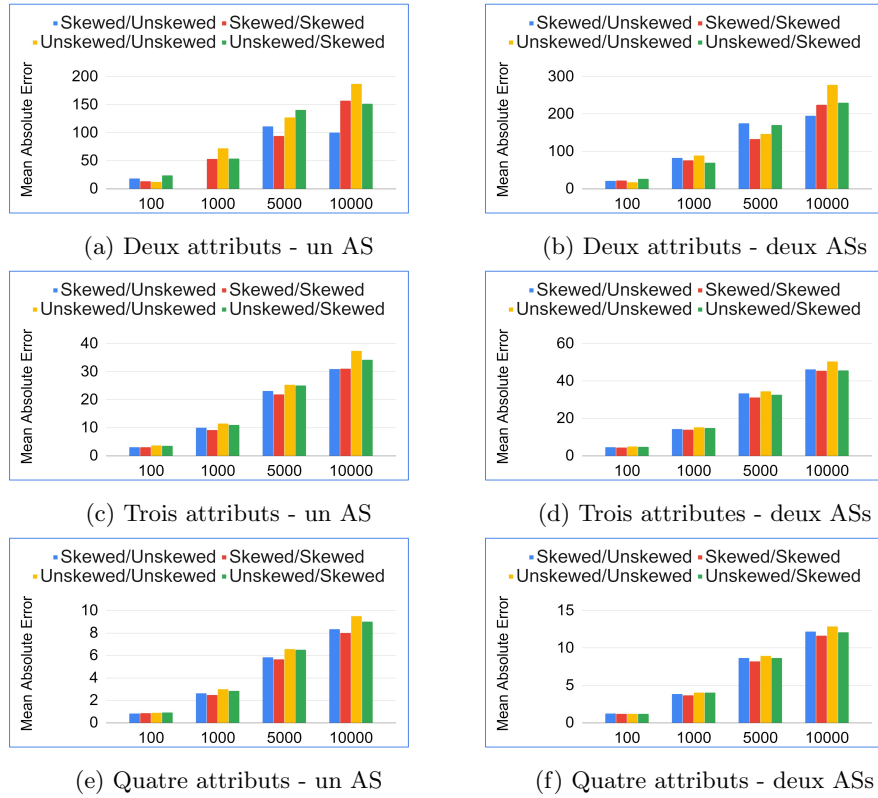 Skewed/Unskewed Skewed/Skewed
Unskewed/Unskewed Unskewed/Skewed
Mean Absolute Error
200
150
100
50
0
100 1000 5000 10000
(a) Deux attributs - un AS
Skewed/Unskewed Skewed/Skewed
Unskewed/Unskewed Unskewed/Skewed
Mean Absolute Error
300
200
100
0
100 1000 5000 10000
(b) Deux attributs - deux ASs
Skewed/Unskewed Skewed/Skewed
Unskewed/Unskewed Unskewed/Skewed
Mean Absolute Error
40
30
20
10
0
100 1000 5000 10000
(c) Trois attributs - un AS
Skewed/Unskewed Skewed/Skewed
Unskewed/Unskewed Unskewed/Skewed
Mean Absolute Error
60
40
20
0
100 1000 5000 10000
(d) Trois attributes - deux ASs
Skewed/Unskewed Skewed/Skewed
Unskewed/Unskewed Unskewed/Skewed
Mean Absolute Error
10
8
6
4
2
0
100 1000 5000 10000
(e) Quatre attributs - un AS
Skewed/Unskewed Skewed/Skewed
Unskewed/Unskewed Unskewed/Skewed
Mean Absolute Error
15
10
5
0
100 1000 5000 10000
(f) Quatre attributs - deux ASs